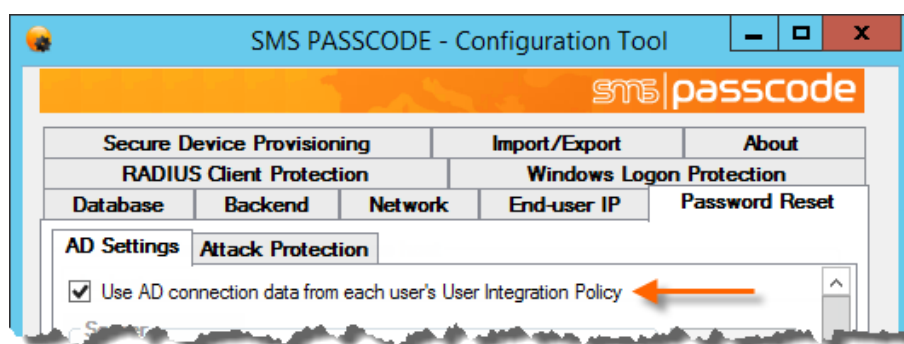 SMS PASSCODE - Configuration Tool
sms passcode
Secure Device Provisioning Import/Export About
RADIUS Client Protection Windows Logon Protection
Database Backend Network End-user IP Password Reset
AD Settings Attack Protection
Use AD connection data from each user's User Integration Policy